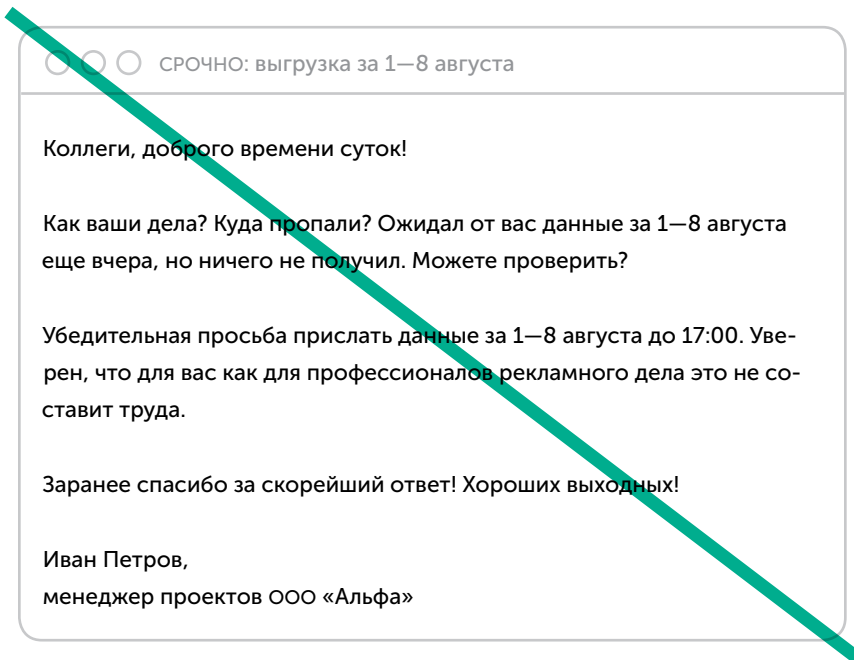 СРОЧНО: выгрузка за 1—8 августа
Коллеги, доброго времени суток!
Как ваши дела? Куда пропали? Ожидал от вас данные за 1—8 августа
еще вчера, но ничего не получил. Можете проверить?
Убедительная просьба прислать данные за 1—8 августа до 17:00. Уве-
рен, что для вас как для профессионалов рекламного дела это не со-
ставит труда.
Заранее спасибо за скорейший ответ! Хороших выходных!
Иван Петров,
менеджер проектов ООО «Альфа»